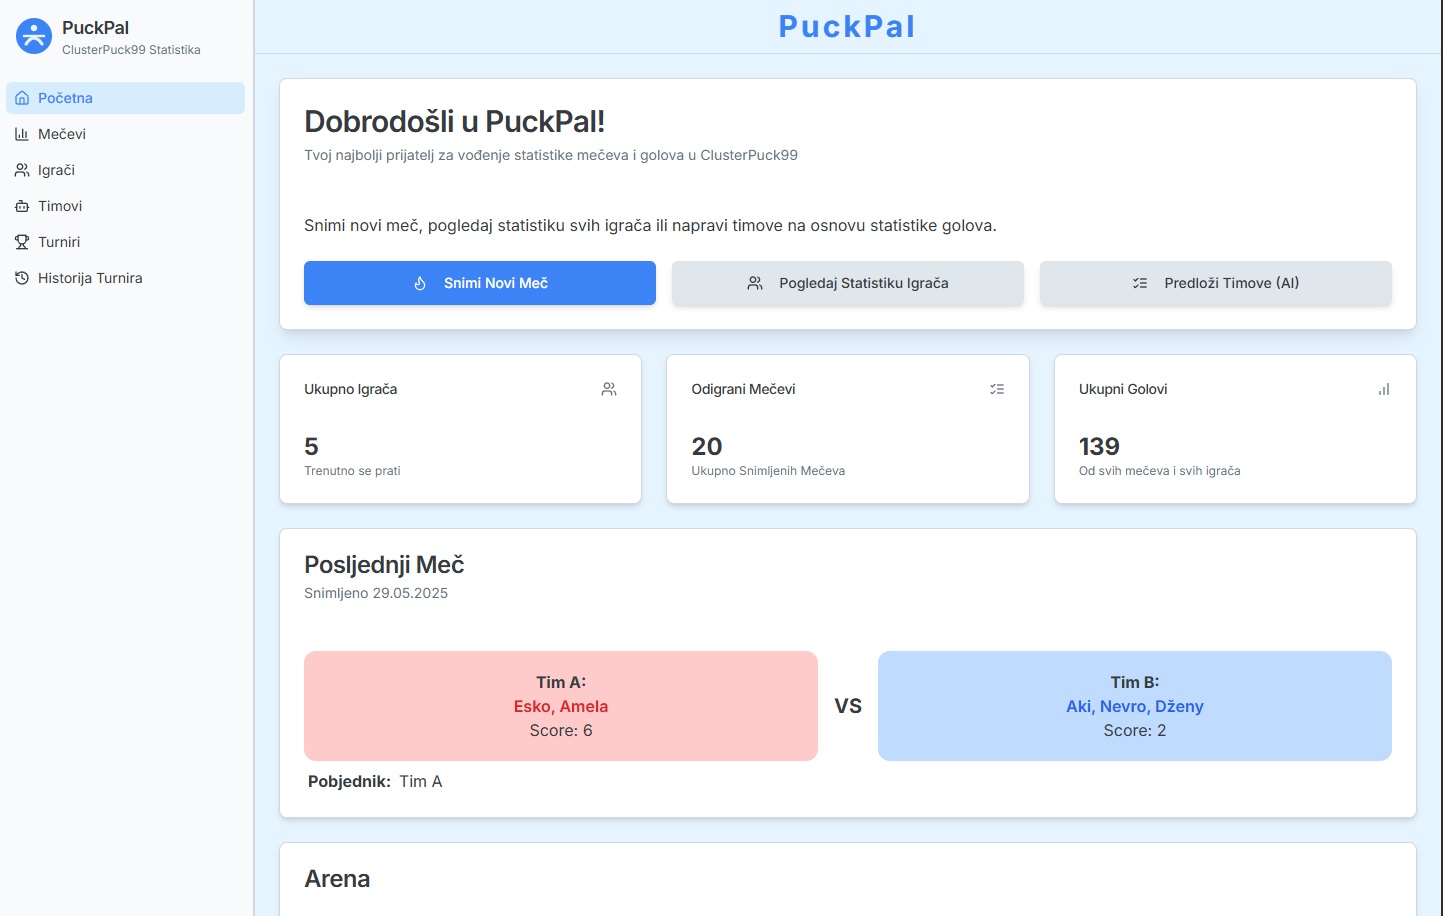 PuckPal
ClusterPuck99 Statistika
Početna
Mečevi
Igrači
Timovi
Turniri
Historija Turnira
PuckPal
Dobrodošli u PuckPal!
Tvoj najbolji prijatelj za vođenje statistike mečeva i golova u ClusterPuck99
Snimi novi meč, pogledaj statistiku svih igrača ili napravi timove na osnovu statistike golova.
Snimi Novi Meč
Pogledaj Statistiku Igrača
Predloži Timove (AI)
Ukupno Igrača
5
Trenutno se prati
Odigrani Mečevi
20
Ukupno Snimljenih Mečeva
Ukupni Golovi
139
Od svih mečeva i svih igrača
Posljednji Meč
Snimljeno 29.05.2025
Tim A:
Esko, Amela
Score: 6
VS
Tim B:
Aki, Nevro, Dženy
Score: 2
Pobjednik: Tim A
Arena